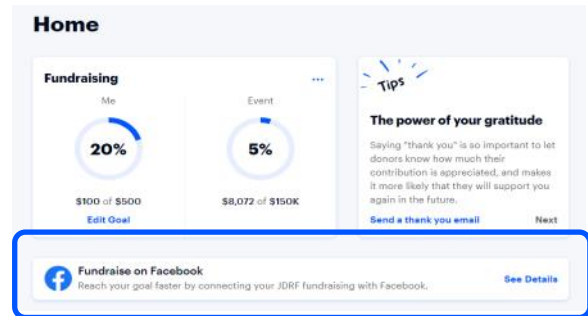 Home
Fundraising
...
Me
Event
20%
5%
$100 of $500
$8,072 of $150K
Edit Goal
Tips
The power of your gratitude
Saying "thank you" is so important to let
donors know how much their
contribution is appreciated, and makes
it more likely that they will support you
again in the future.
Send a thank you email
Next
Fundraise on Facebook
Reach your goal faster by connecting your JDRF fundraising with Facebook.
See Details